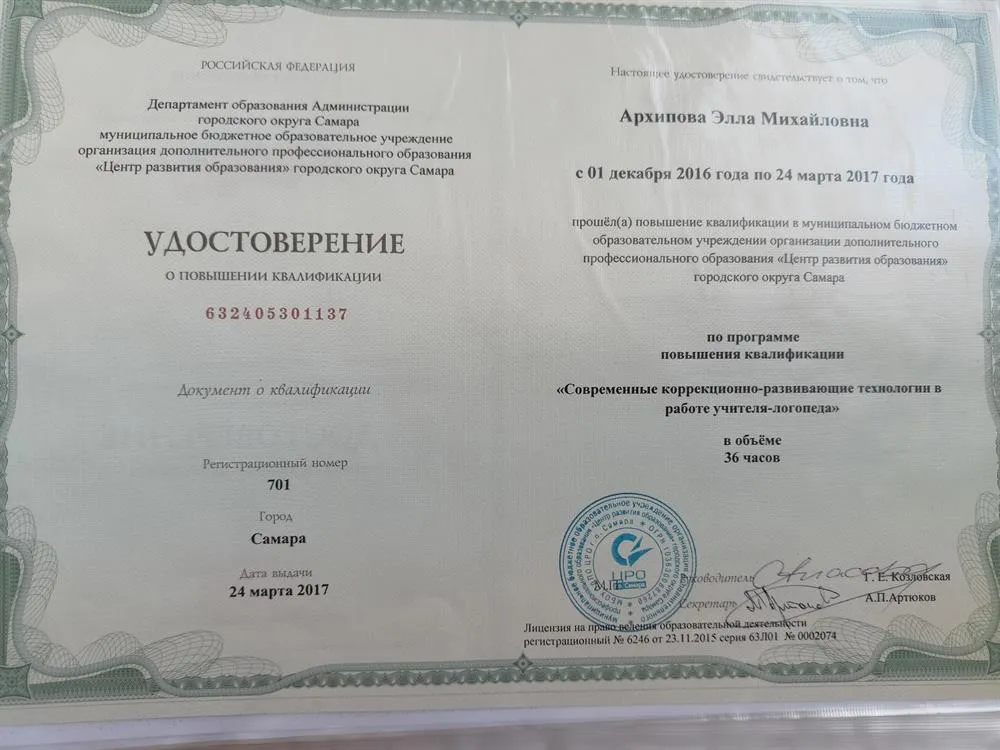 РОССИЙСКАЯ ФЕДЕРАЦИЯ
Департамент образования Администрации
городского округа Самара
муниципальное бюджетное образовательное учреждение
организация дополнительного профессионального образования
«Центр развития образования» городского округа Самара
УДОСТОВЕРЕНИЕ
О ПОВЫШЕНИИ КВАЛИФИКАЦИИ
632405301137
Документ о квалификации
Регистрационный номер
701
Город
Самара
Дата выдачи
24 марта 2017
Настоящее удостоверение свидетельствует о том, что
Архипова Элла Михайловна
с 01 декабря 2016 года по 24 марта 2017 года
прошёл(а) повышение квалификации в муниципальном бюджетном
образовательном учреждении организации дополнительного
профессионального образования «Центр развития образования»
городского округа Самара
по программе
повышения квалификации
«Современные коррекционно-развивающие технологии в
работе учителя-логопеда»
в объёме
36 часов
ЦРО
Самара
М.П.
Руководитель
Г. Е. Козловская
Секретарь
А.П.Артюков
Лицензия на право ведения образовательной деятельности
регистрационный № 6246 от 23.11.2015 серия 63Л01 № 0002074